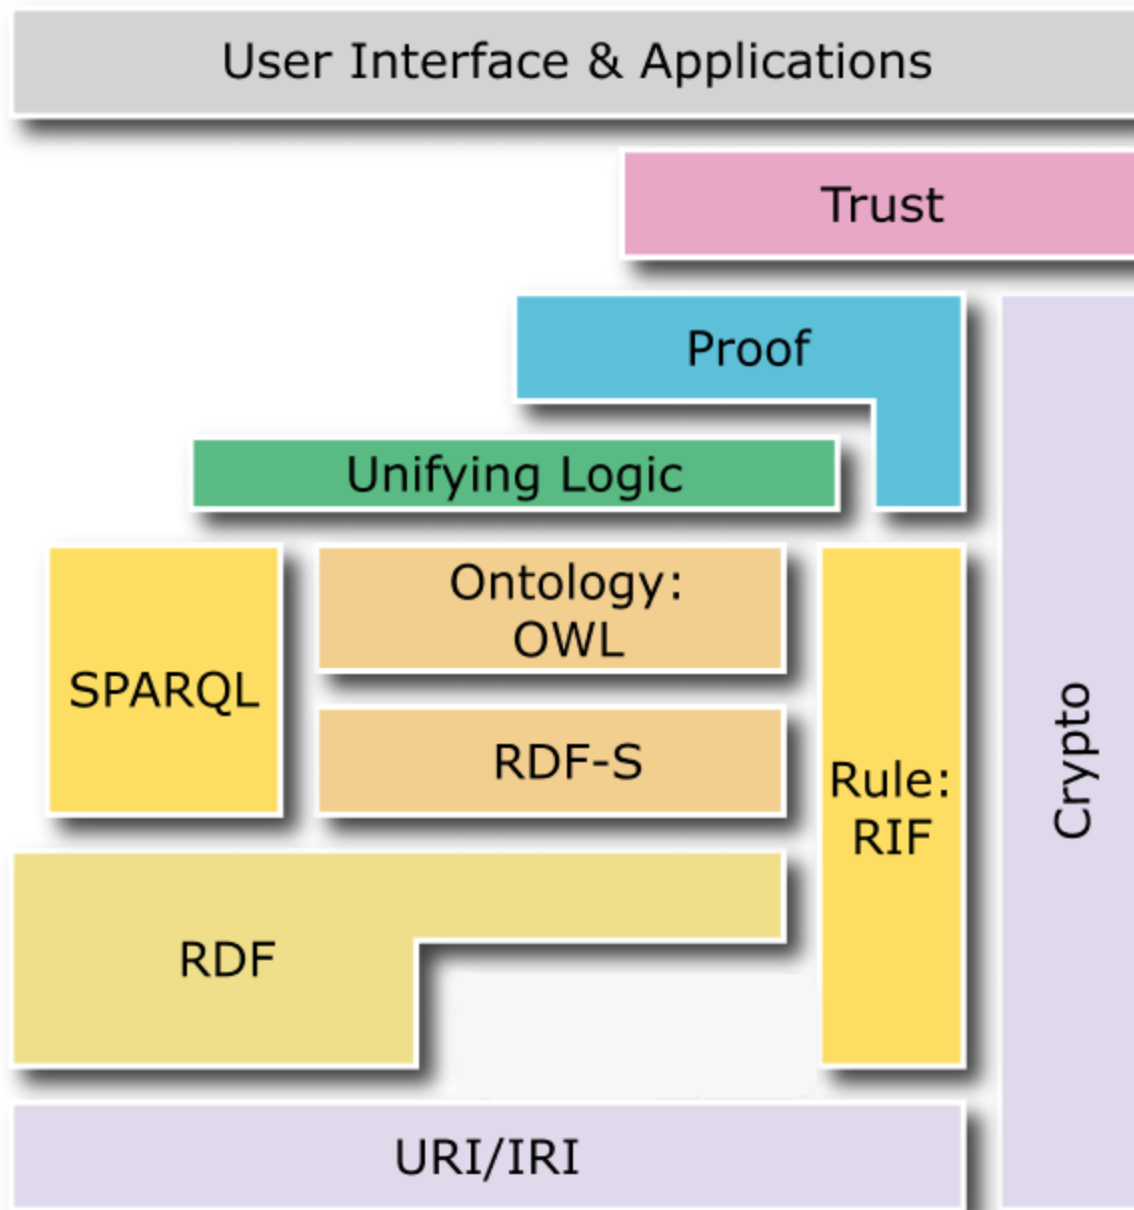 User Interface & Applications
Trust
Proof
Unifying Logic
Ontology:
OWL
SPARQL
RDF-S
Rule:
RIF
Crypto
RDF
URI/IRI